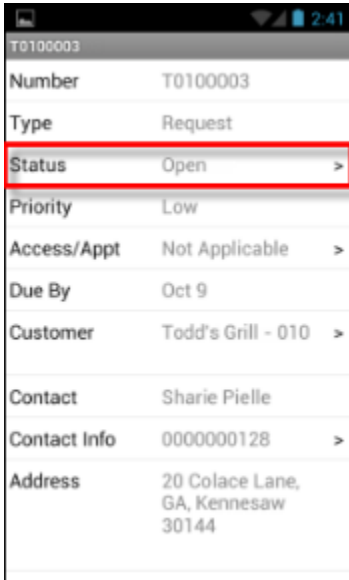 2:41
T0100003
Number T0100003
Type Request
Status Open >
Priority Low
Access/Appt Not Applicable >
Due By Oct 9
Customer Todd's Grill - 010 >
Contact Sharie Pielle
Contact Info 0000000128 >
Address 20 Colace Lane,
GA, Kennesaw
30144